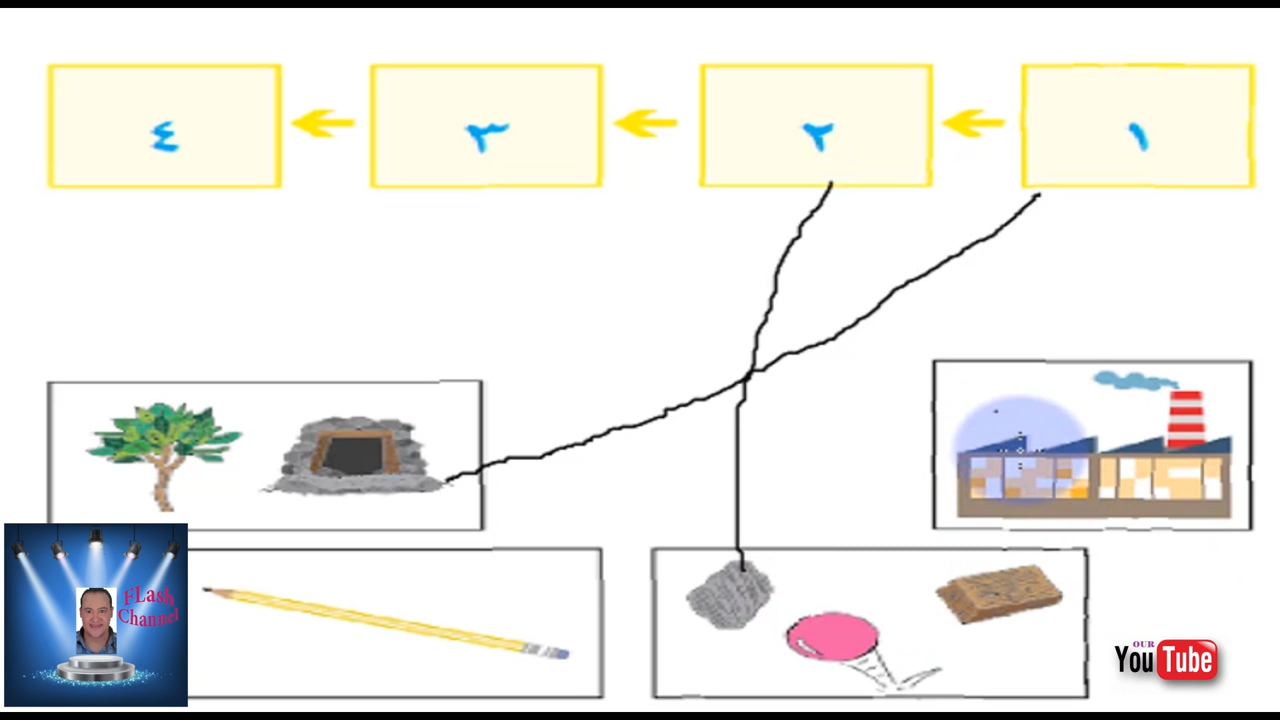 ١ ٢ ٣ ٤
FLash
Channel
OUR
YouTube